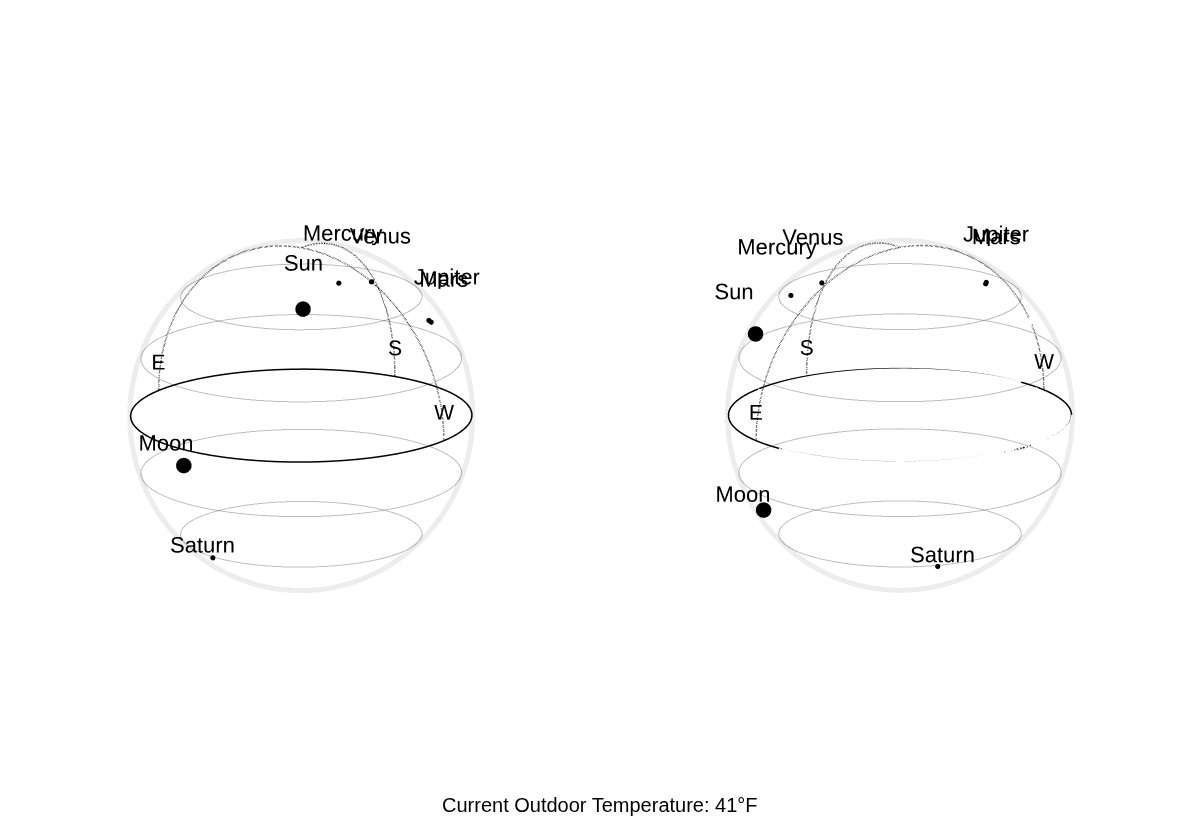 Mercury
Venus
Sun
Jupiter
Mars
E
S
W
Moon
Saturn
Mercury
Venus
Jupiter
Mars
Sun
S
W
E
Moon
Saturn
Current Outdoor Temperature: 41°F